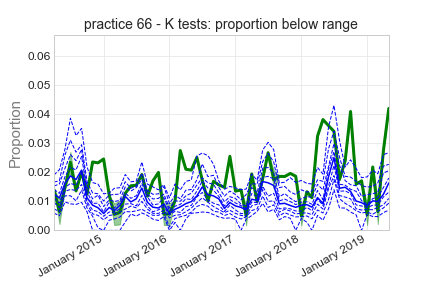 practice 66 - K tests: proportion below range
0.06
0.05
0.04
0.03
0.02
0.01
0.00
Proportion
January 2015
January 2016
January 2017
January 2018
January 2019